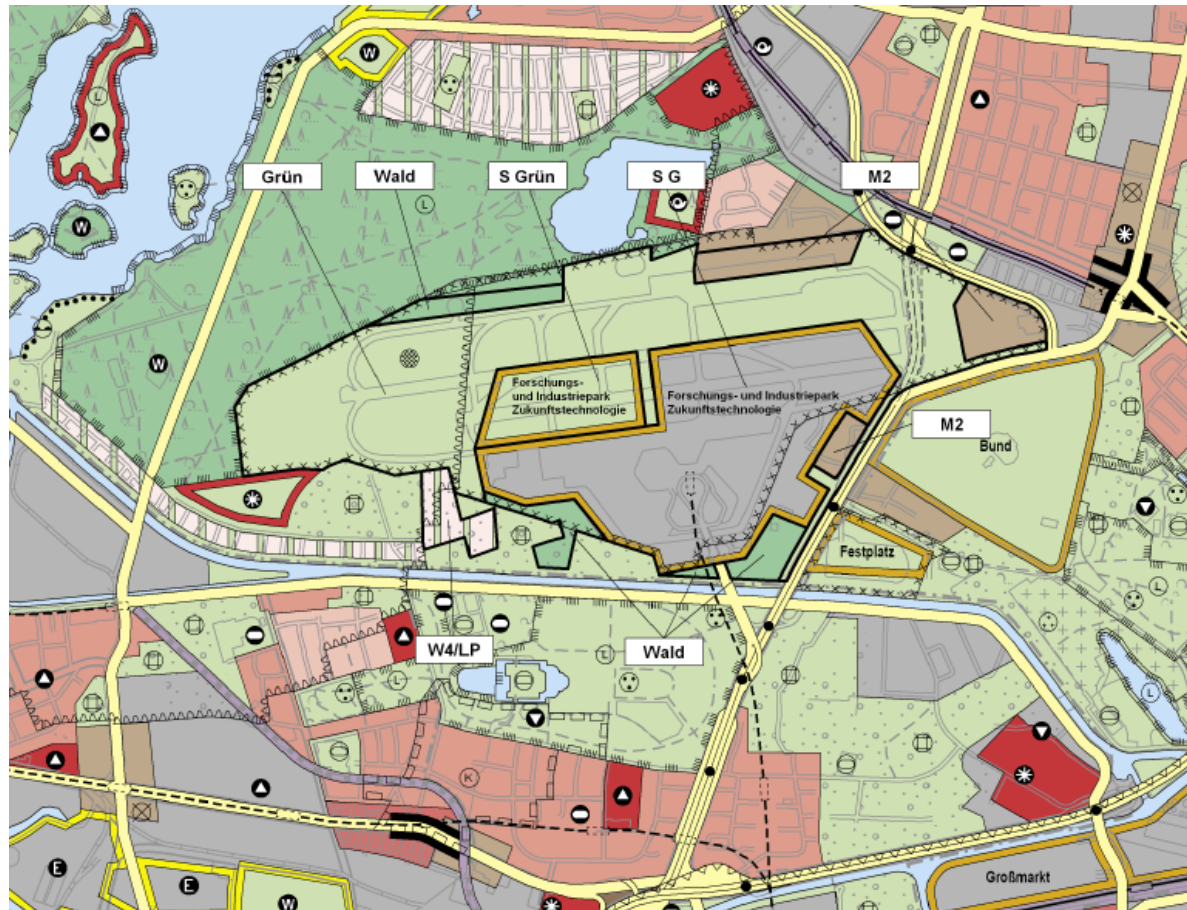 W
L
W
Grün
Wald
S Grün
S G
M2
L
W
Forschungs-
und Industriepark
Zukunftstechnologie
Forschungs- und Industriepark
Zukunftstechnologie
M2
Bund
Festplatz
L
W4/LP
Wald
L
L
L
K
E
E
W
Großmarkt